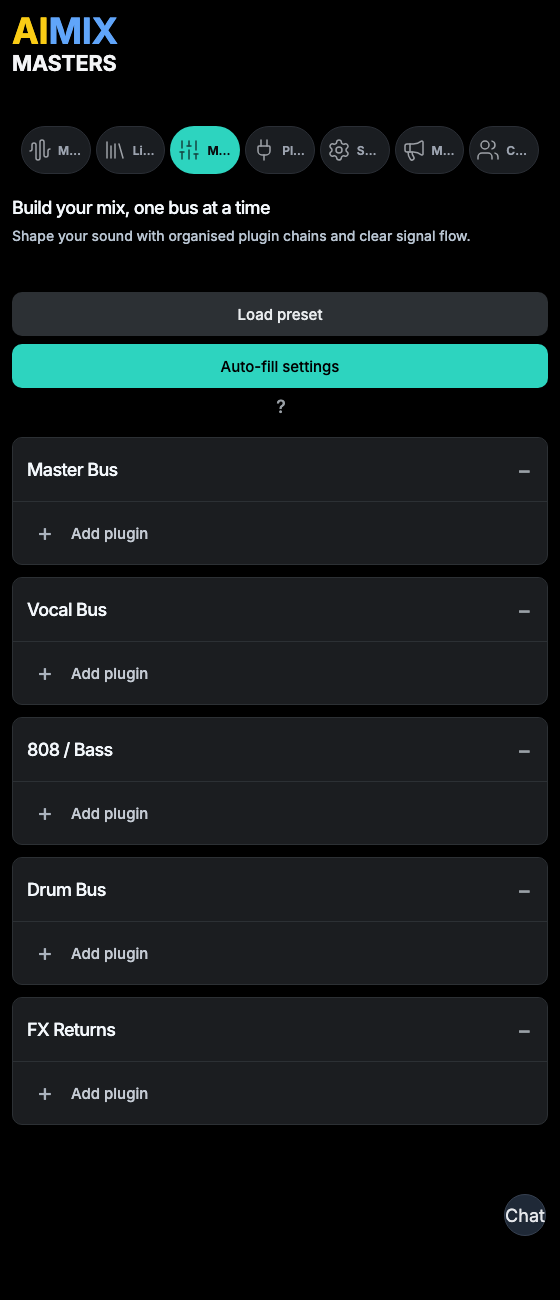 AIMIX
MASTERS
M...
Li...
M...
Pl...
S...
M...
C...
Build your mix, one bus at a time
Shape your sound with organised plugin chains and clear signal flow.
Load preset
Auto-fill settings
?
Master Bus
–
+ Add plugin
Vocal Bus
–
+ Add plugin
808 / Bass
–
+ Add plugin
Drum Bus
–
+ Add plugin
FX Returns
–
+ Add plugin
Chat